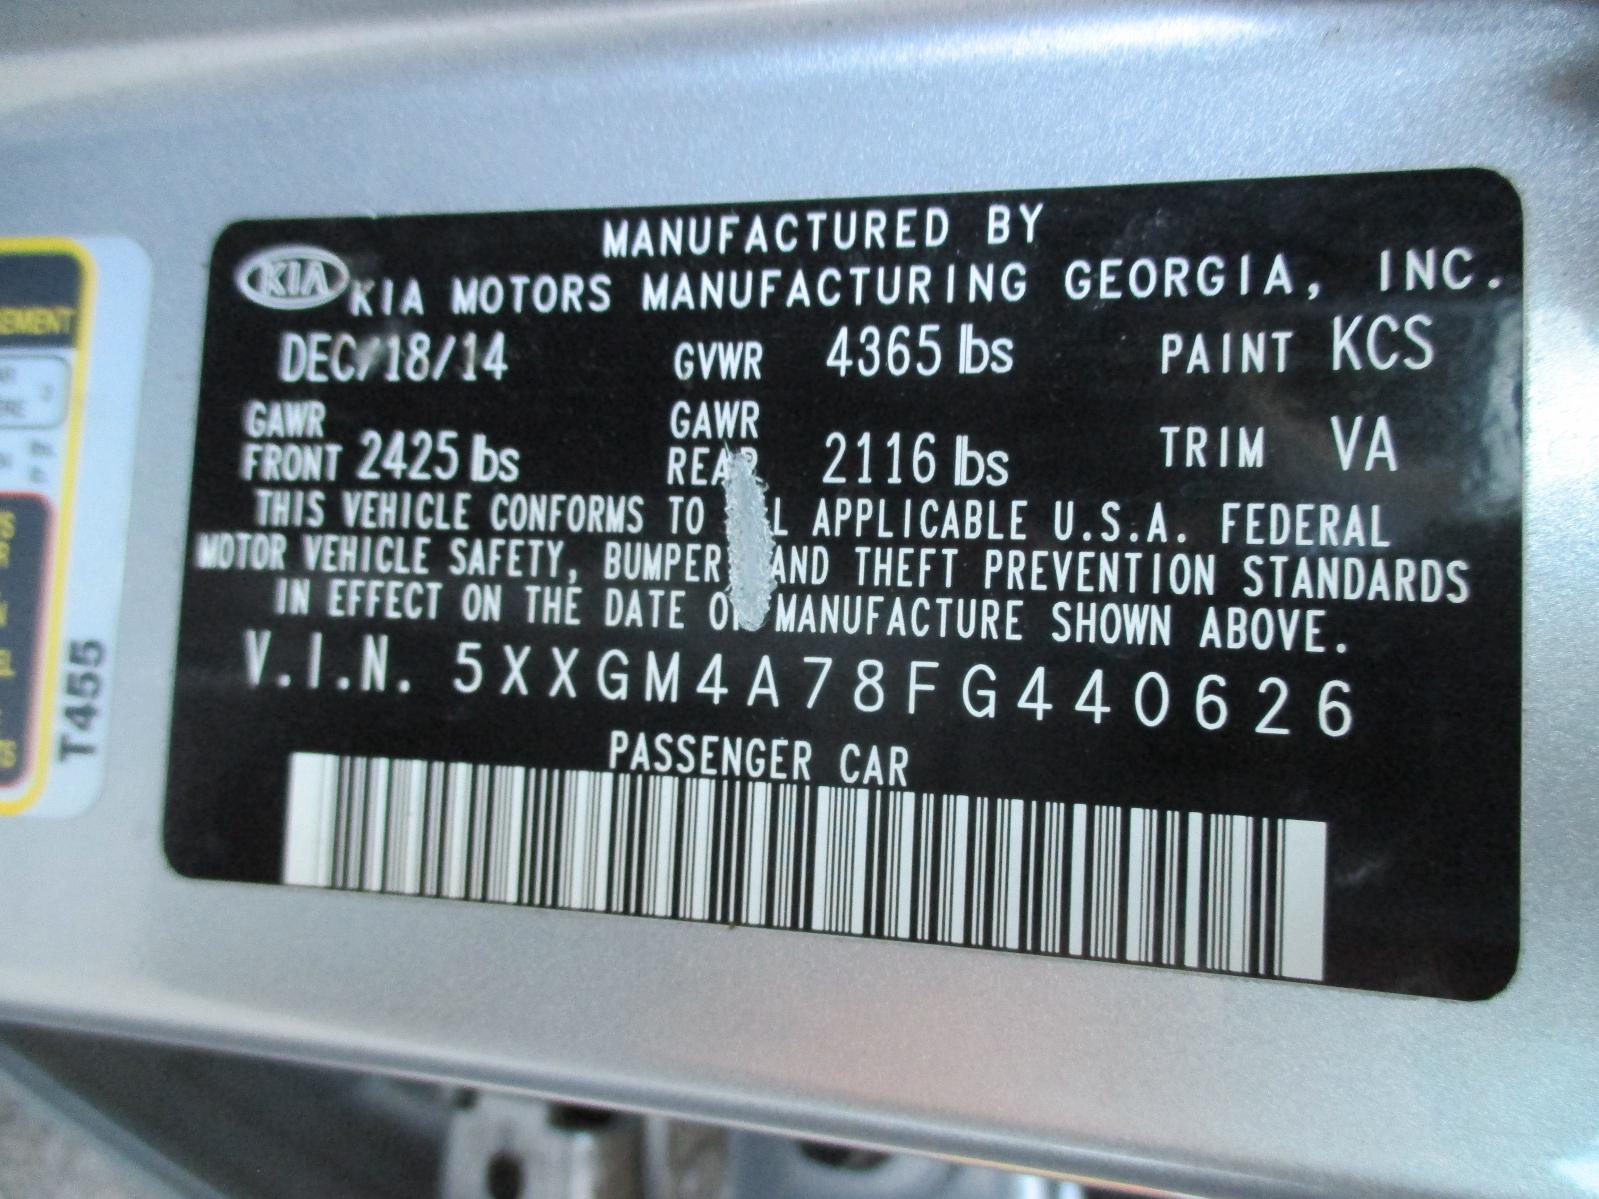 MANUFACTURED BY
KIA KIA MOTORS MANUFACTURING GEORGIA, INC.
DEC/18/14 GVWR 4365 lbs PAINT KCS
GAWR FRONT 2425 lbs GAWR REAR 2116 lbs TRIM VA
THIS VEHICLE CONFORMS TO APPLICABLE U.S.A. FEDERAL
MOTOR VEHICLE SAFETY, BUMPER AND THEFT PREVENTION STANDARDS
IN EFFECT ON THE DATE MANUFACTURE SHOWN ABOVE.
V.I.N. 5XXGM4A78FG440626
PASSENGER CAR
T455